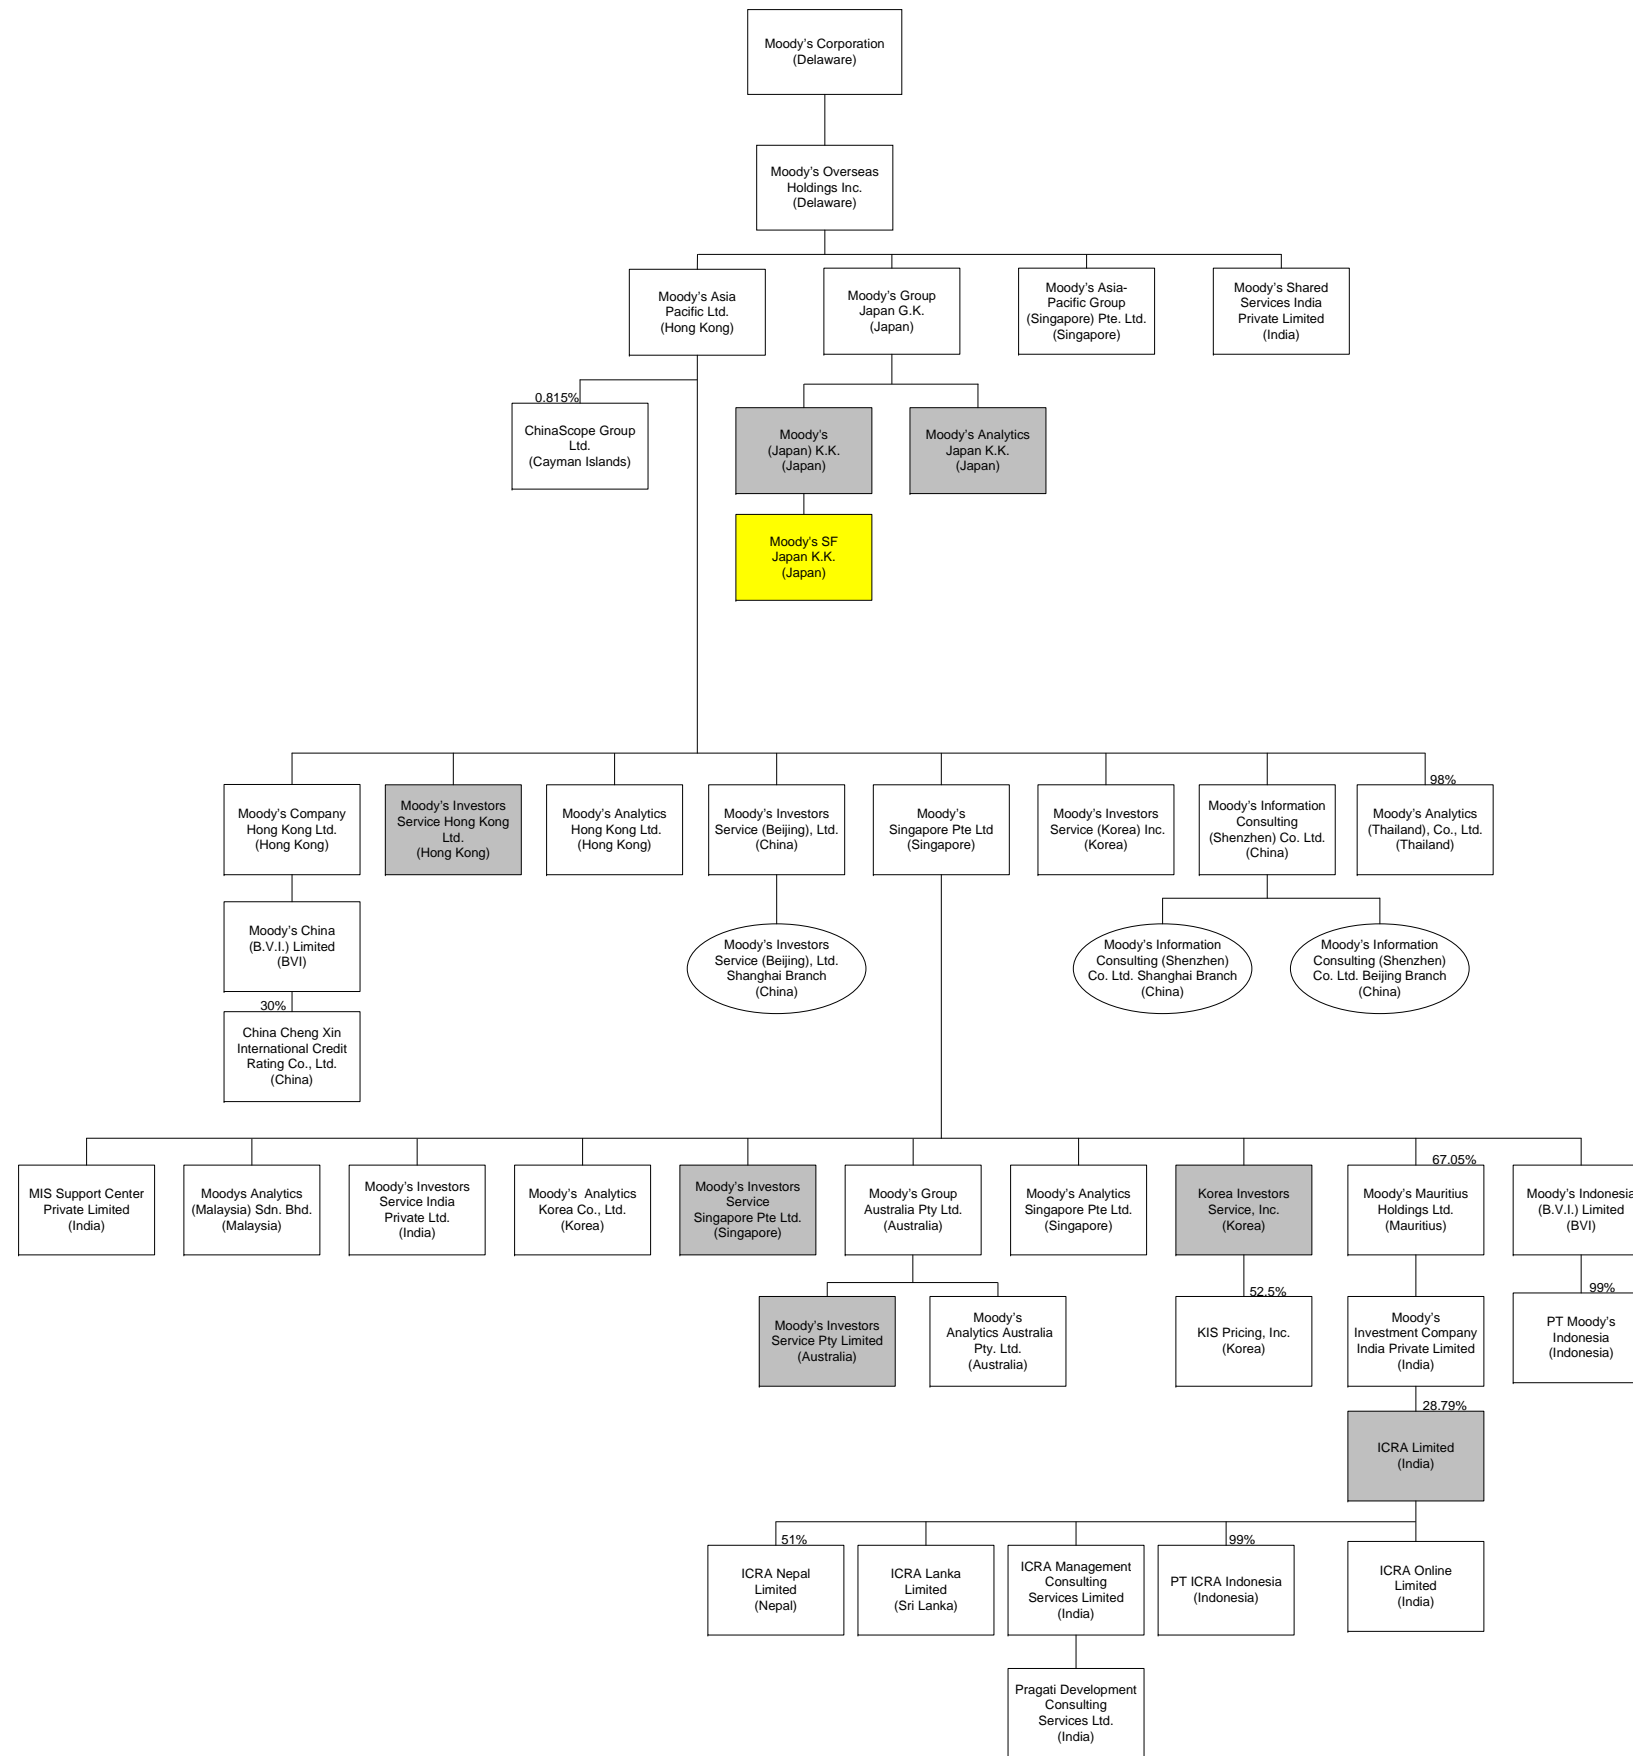 Moody's Corporation
(Delaware)
Moody's Overseas
Holdings Inc.
(Delaware)
Moody's Asia
Pacific Ltd.
(Hong Kong)
Moody's Group
Japan G.K.
(Japan)
Moody's Asia-
Pacific Group
(Singapore) Pte. Ltd.
(Singapore)
Moody's Shared
Services India
Private Limited
(India)
0.815%
ChinaScope Group
Ltd.
(Cayman Islands)
Moody's
(Japan) K.K.
(Japan)
Moody's Analytics
Japan K.K.
(Japan)
Moody's SF
Japan K.K.
(Japan)
Moody's Company
Hong Kong Ltd.
(Hong Kong)
Moody's Investors
Service Hong Kong
Ltd.
(Hong Kong)
Moody's Analytics
Hong Kong Ltd.
(Hong Kong)
Moody's Investors
Service (Beijing), Ltd.
(China)
Moody's
Singapore Pte Ltd
(Singapore)
Moody's Investors
Service (Korea) Inc.
(Korea)
Moody's Information
Consulting
(Shenzhen) Co. Ltd.
(China)
98%
Moody's Analytics
(Thailand), Co., Ltd.
(Thailand)
Moody's China
(B.V.I.) Limited
(BVI)
Moody's Investors
Service (Beijing), Ltd.
Shanghai Branch
(China)
Moody's Information
Consulting (Shenzhen)
Co. Ltd. Shanghai Branch
(China)
Moody's Information
Consulting (Shenzhen)
Co. Ltd. Beijing Branch
(China)
30%
China Cheng Xin
International Credit
Rating Co., Ltd.
(China)
MIS Support Center
Private Limited
(India)
Moodys Analytics
(Malaysia) Sdn. Bhd.
(Malaysia)
Moody's Investors
Service India
Private Ltd.
(India)
Moody's Analytics
Korea Co., Ltd.
(Korea)
Moody's Investors
Service
Singapore Pte Ltd.
(Singapore)
Moody's Group
Australia Pty Ltd.
(Australia)
Moody's Analytics
Singapore Pte Ltd.
(Singapore)
Korea Investors
Service, Inc.
(Korea)
67.05%
Moody's Mauritius
Holdings Ltd.
(Mauritius)
Moody's Indonesia
(B.V.I.) Limited
(BVI)
Moody's Investors
Service Pty Limited
(Australia)
Moody's
Analytics Australia
Pty. Ltd.
(Australia)
52.5%
KIS Pricing, Inc.
(Korea)
Moody's
Investment Company
India Private Limited
(India)
99%
PT Moody's
Indonesia
(Indonesia)
28.79%
ICRA Limited
(India)
51%
ICRA Nepal
Limited
(Nepal)
ICRA Lanka
Limited
(Sri Lanka)
ICRA Management
Consulting
Services Limited
(India)
99%
PT ICRA Indonesia
(Indonesia)
ICRA Online
Limited
(India)
Pragati Development
Consulting
Services Ltd.
(India)